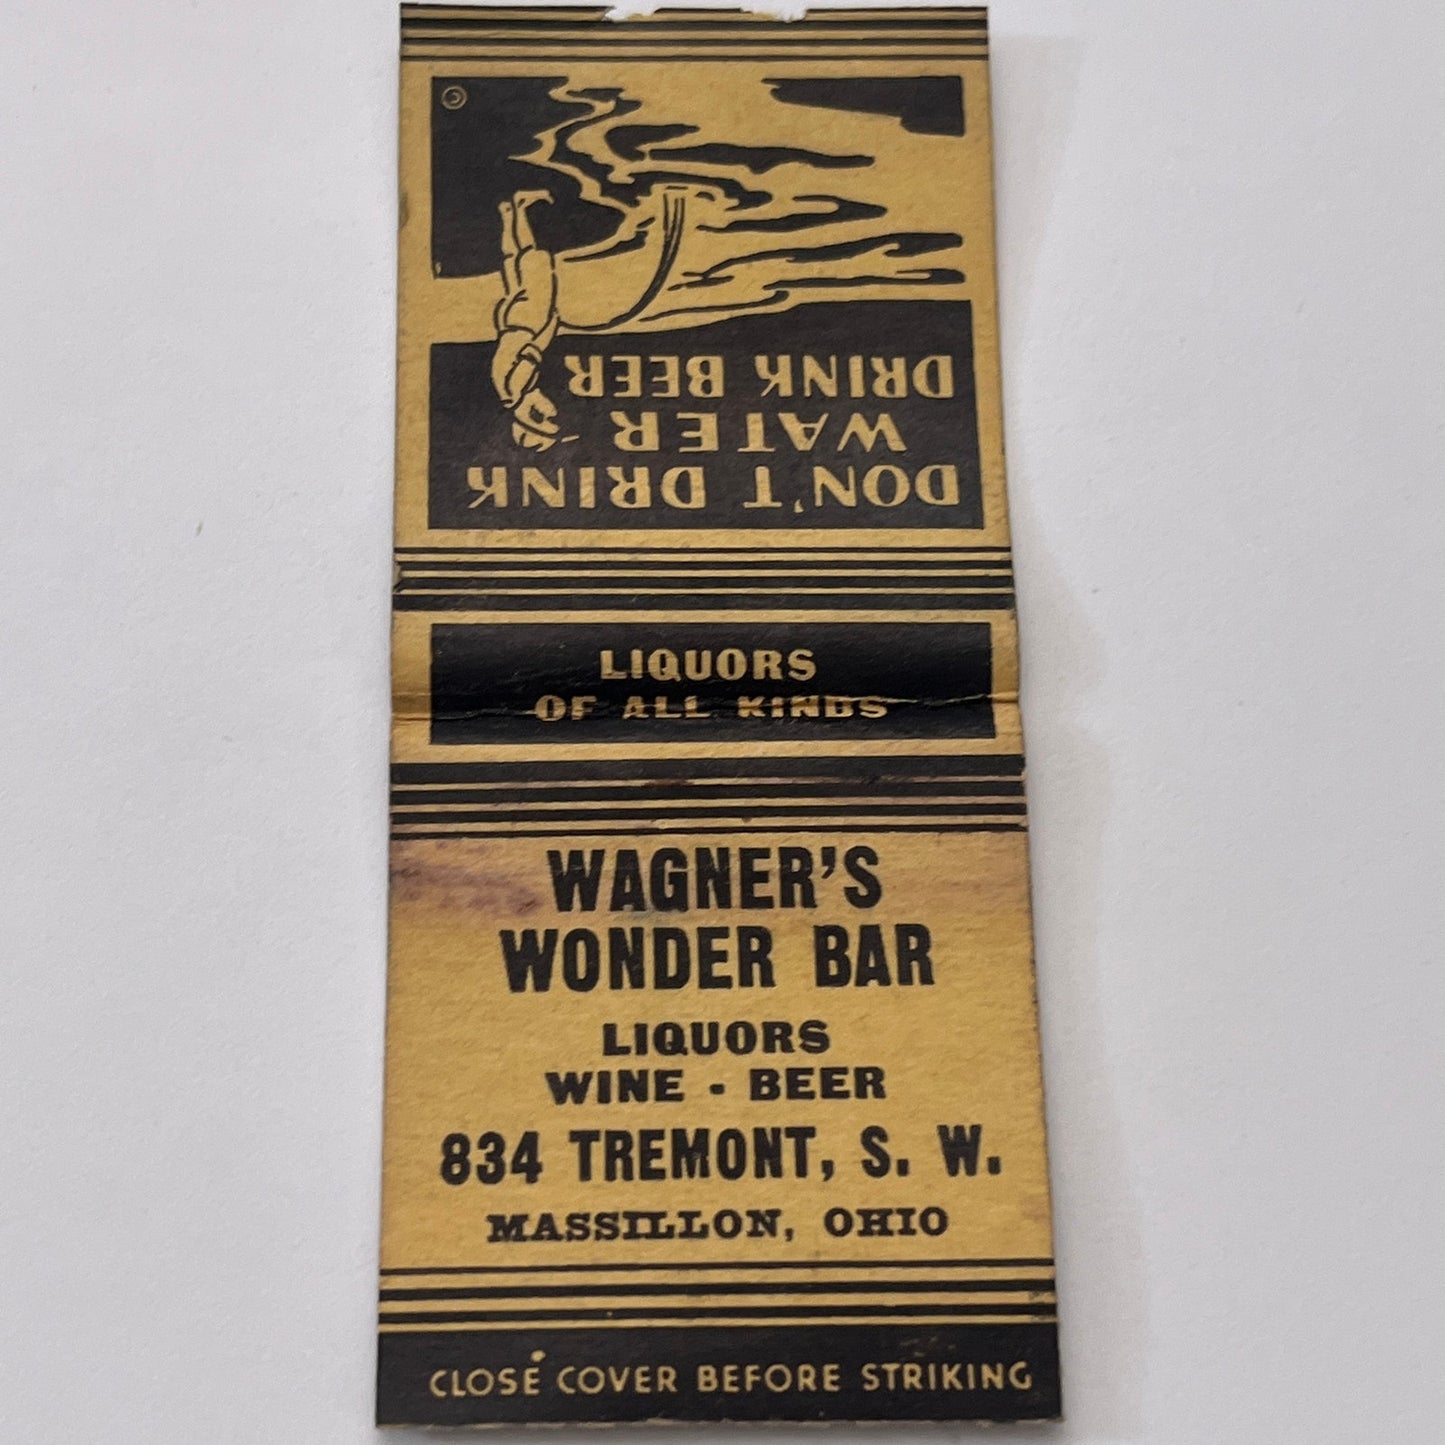 DON'T DRINK
WATER
DRINK BEER
LIQUORS
OF ALL KINDS
WAGNER'S
WONDER BAR
LIQUORS
WINE - BEER
834 TREMONT, S. W.
MASSILLON, OHIO
CLOSE COVER BEFORE STRIKING